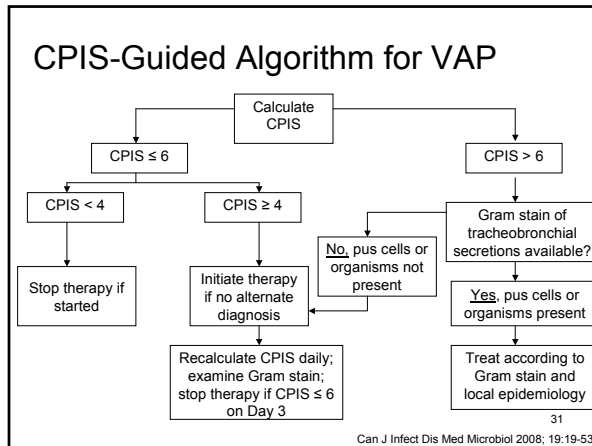 CPIS-Guided Algorithm for VAP
Calculate
CPIS
CPIS ≤ 6
CPIS > 6
CPIS < 4
CPIS ≥ 4
Gram stain of
tracheobronchial
secretions available?
No, pus cells or
organisms not
present
Stop therapy if
started
Initiate therapy
if no alternate
diagnosis
Yes, pus cells or
organisms present
Recalculate CPIS daily;
examine Gram stain;
stop therapy if CPIS ≤ 6
on Day 3
Treat according to
Gram stain and
local epidemiology
31
Can J Infect Dis Med Microbiol 2008; 19:19-53